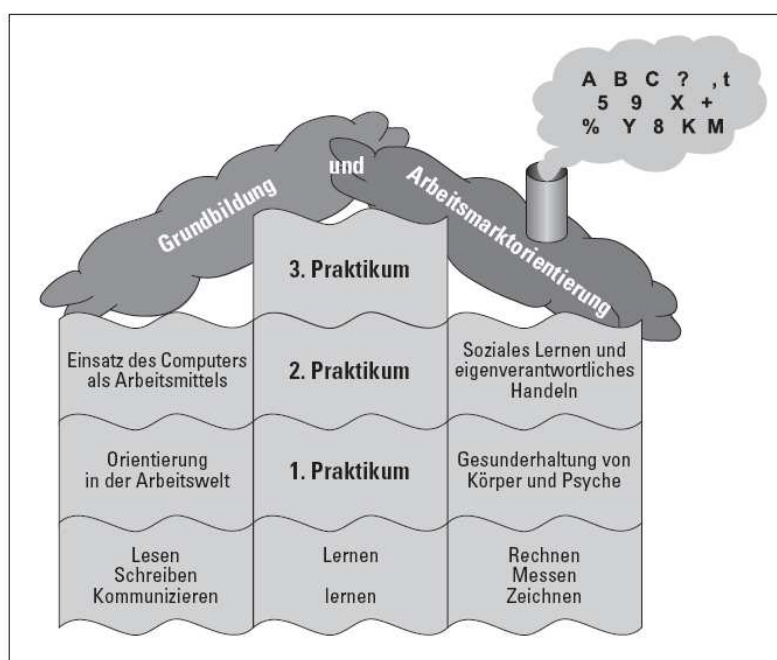 A B C ? , t
5 9 X +
% Y 8 K M
Grundbildung und Arbeitsmarktorientierung
3. Praktikum
Einsatz des Computers
als Arbeitsmittels
2. Praktikum
Soziales Lernen und
eigenverantwortliches
Handeln
Orientierung
in der Arbeitswelt
1. Praktikum
Gesunderhaltung von
Körper und Psyche
Lesen
Schreiben
Kommunizieren
Lernen
lernen
Rechnen
Messen
Zeichnen